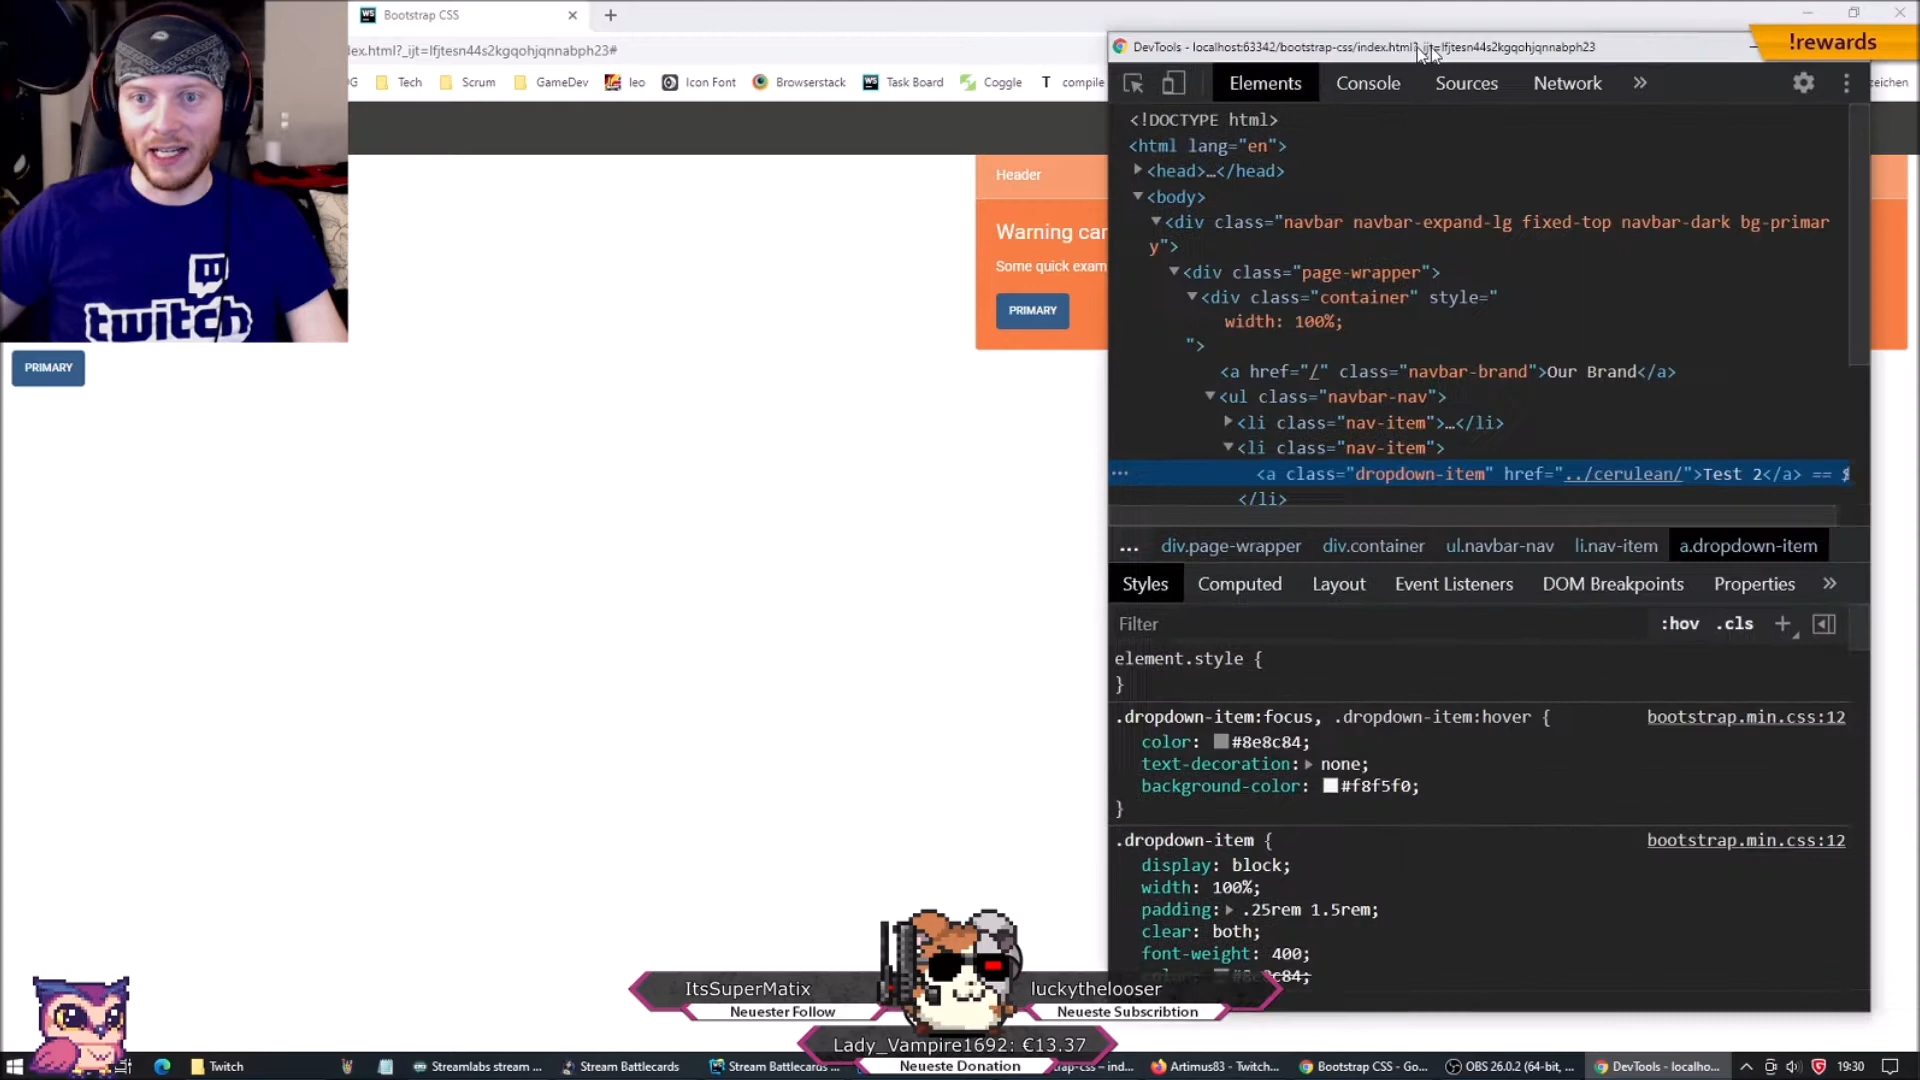 Bootstrap CSS
!rewards
DevTools - localhost:63342/bootstrap-css/index.html?_ijt=lfjtesn44s2kgqohjqnnabph23
ex.html?_ijt=lfjtesn44s2kgqohjqnnabph23#
G Tech Scrum GameDev leo Icon Font Browserstack Task Board Coggle T compile
zeichen
Elements Console Sources Network »
<!DOCTYPE html>
<html lang="en">
<head>…</head>
<body>
<div class="navbar navbar-expand-lg fixed-top navbar-dark bg-primar
y">
<div class="page-wrapper">
<div class="container" style="
width: 100%;
">
<a href="/" class="navbar-brand">Our Brand</a>
<ul class="navbar-nav">
<li class="nav-item">…</li>
<li class="nav-item">
<a class="dropdown-item" href="../cerulean/">Test 2</a> == $
</li>
Header
Warning car
Some quick exam
PRIMARY
PRIMARY
twitch
... div.page-wrapper div.container ul.navbar-nav li.nav-item a.dropdown-item
Styles Computed Layout Event Listeners DOM Breakpoints Properties »
Filter :hov .cls +
element.style {
}
.dropdown-item:focus, .dropdown-item:hover { bootstrap.min.css:12
color: #8e8c84;
text-decoration: none;
background-color: #f8f5f0;
}
.dropdown-item { bootstrap.min.css:12
display: block;
width: 100%;
padding: .25rem 1.5rem;
clear: both;
font-weight: 400;
color: #8e8c84;
ItsSuperMatix
Neuester Follow
luckythelooser
Neueste Subscribtion
Lady_Vampire1692: €13.37
Neueste Donation
Twitch Streamlabs stream ... Stream Battlecards Stream Battlecards ... rap-css – ind... Artimus83 - Twitch... Bootstrap CSS - Go... OBS 26.0.2 (64-bit, ... DevTools - localho... 19:30